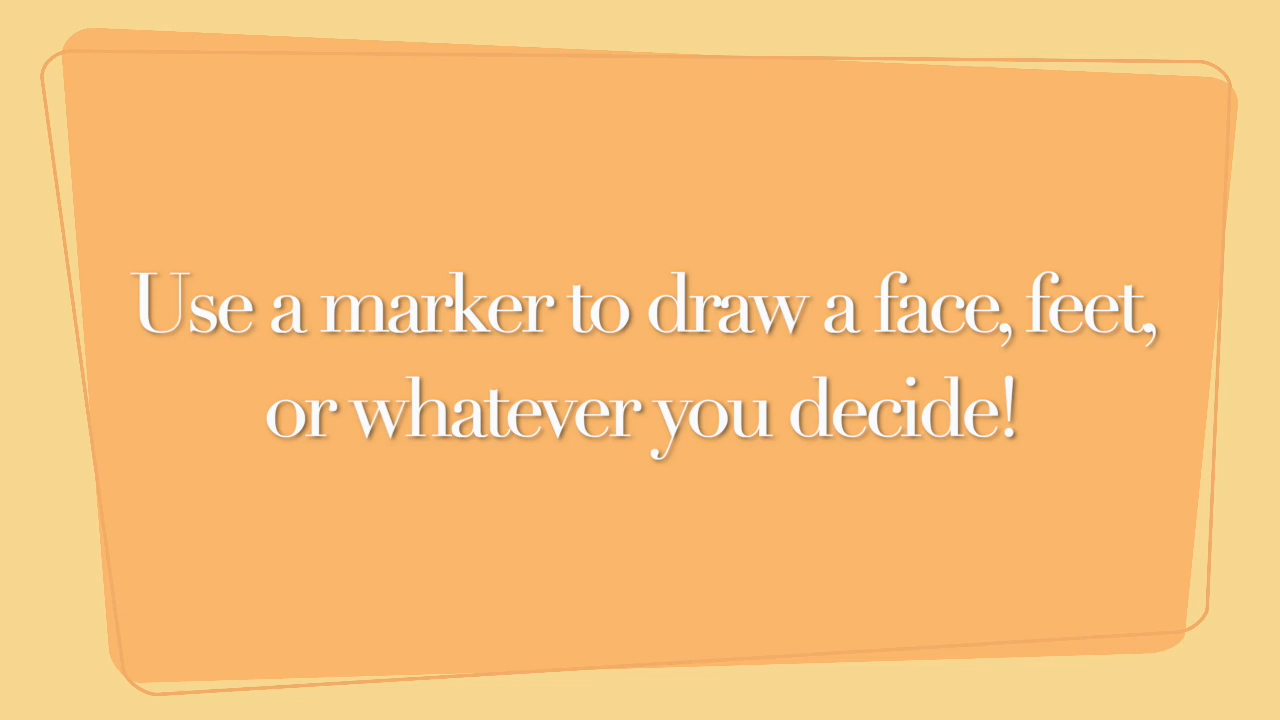 Use a marker to draw a face, feet,
or whatever you decide!